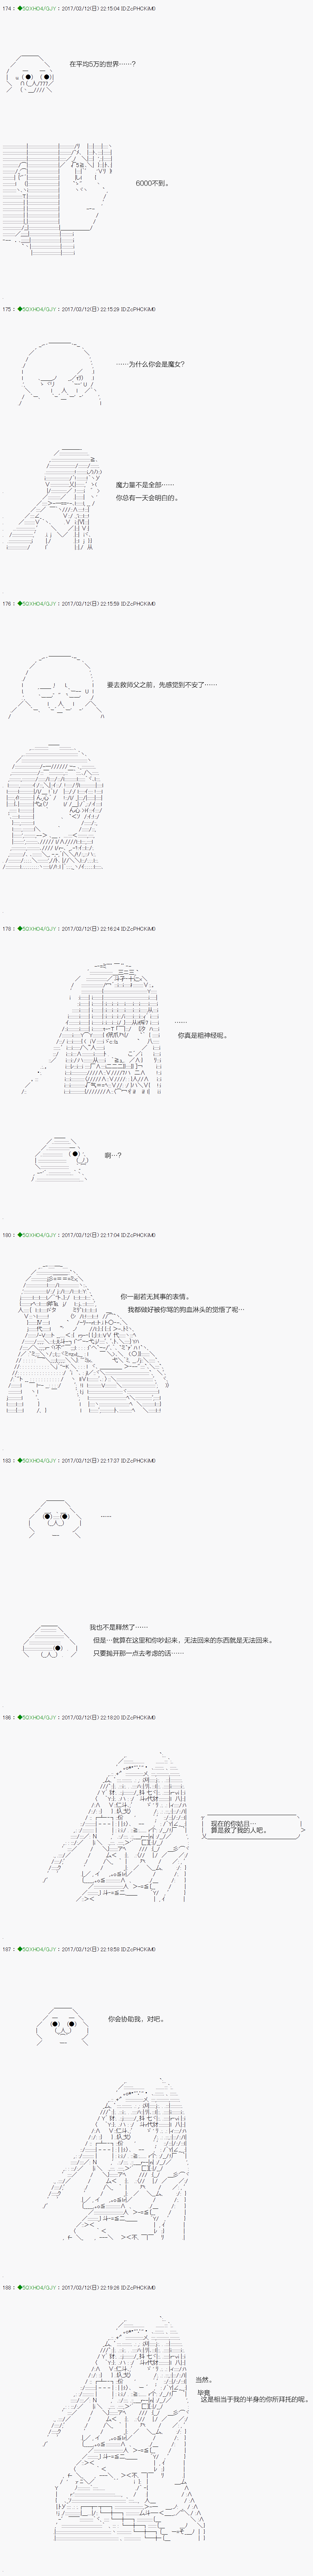 174 : ◆5QXHO4/GJY : 2017/03/12(日) 22:15:04 ID:ZcPHCKiM0
在平均5万的世界……?
6000不到。
175 : ◆5QXHO4/GJY : 2017/03/12(日) 22:15:29 ID:ZcPHCKiM0
……为什么你会是魔女?
魔力量不是全部……
你总有一天会明白的。
176 : ◆5QXHO4/GJY : 2017/03/12(日) 22:15:59 ID:ZcPHCKiM0
要去救师父之前,先感觉到不安了……
178 : ◆5QXHO4/GJY : 2017/03/12(日) 22:16:24 ID:ZcPHCKiM0
……
你真是粗神经呢。
啊…?
180 : ◆5QXHO4/GJY : 2017/03/12(日) 22:17:04 ID:ZcPHCKiM0
你一副若无其事的表情。
我都做好被你骂的狗血淋头的觉悟了呢…
183 : ◆5QXHO4/GJY : 2017/03/12(日) 22:17:37 ID:ZcPHCKiM0
……
我也不是释然了……
但是…就算在这里和你吵起来,无法回来的东西就是无法回来。
只要抛开那一点去考虑的话……
186 : ◆5QXHO4/GJY : 2017/03/12(日) 22:18:20 ID:ZcPHCKiM0
现在的你姑且…
算是救了我的人吧。
187 : ◆5QXHO4/GJY : 2017/03/12(日) 22:18:58 ID:ZcPHCKiM0
你会协助我,对吧。
188 : ◆5QXHO4/GJY : 2017/03/12(日) 22:19:26 ID:ZcPHCKiM0
当然。
毕竟
这是相当于我的半身的你所拜托的呢。